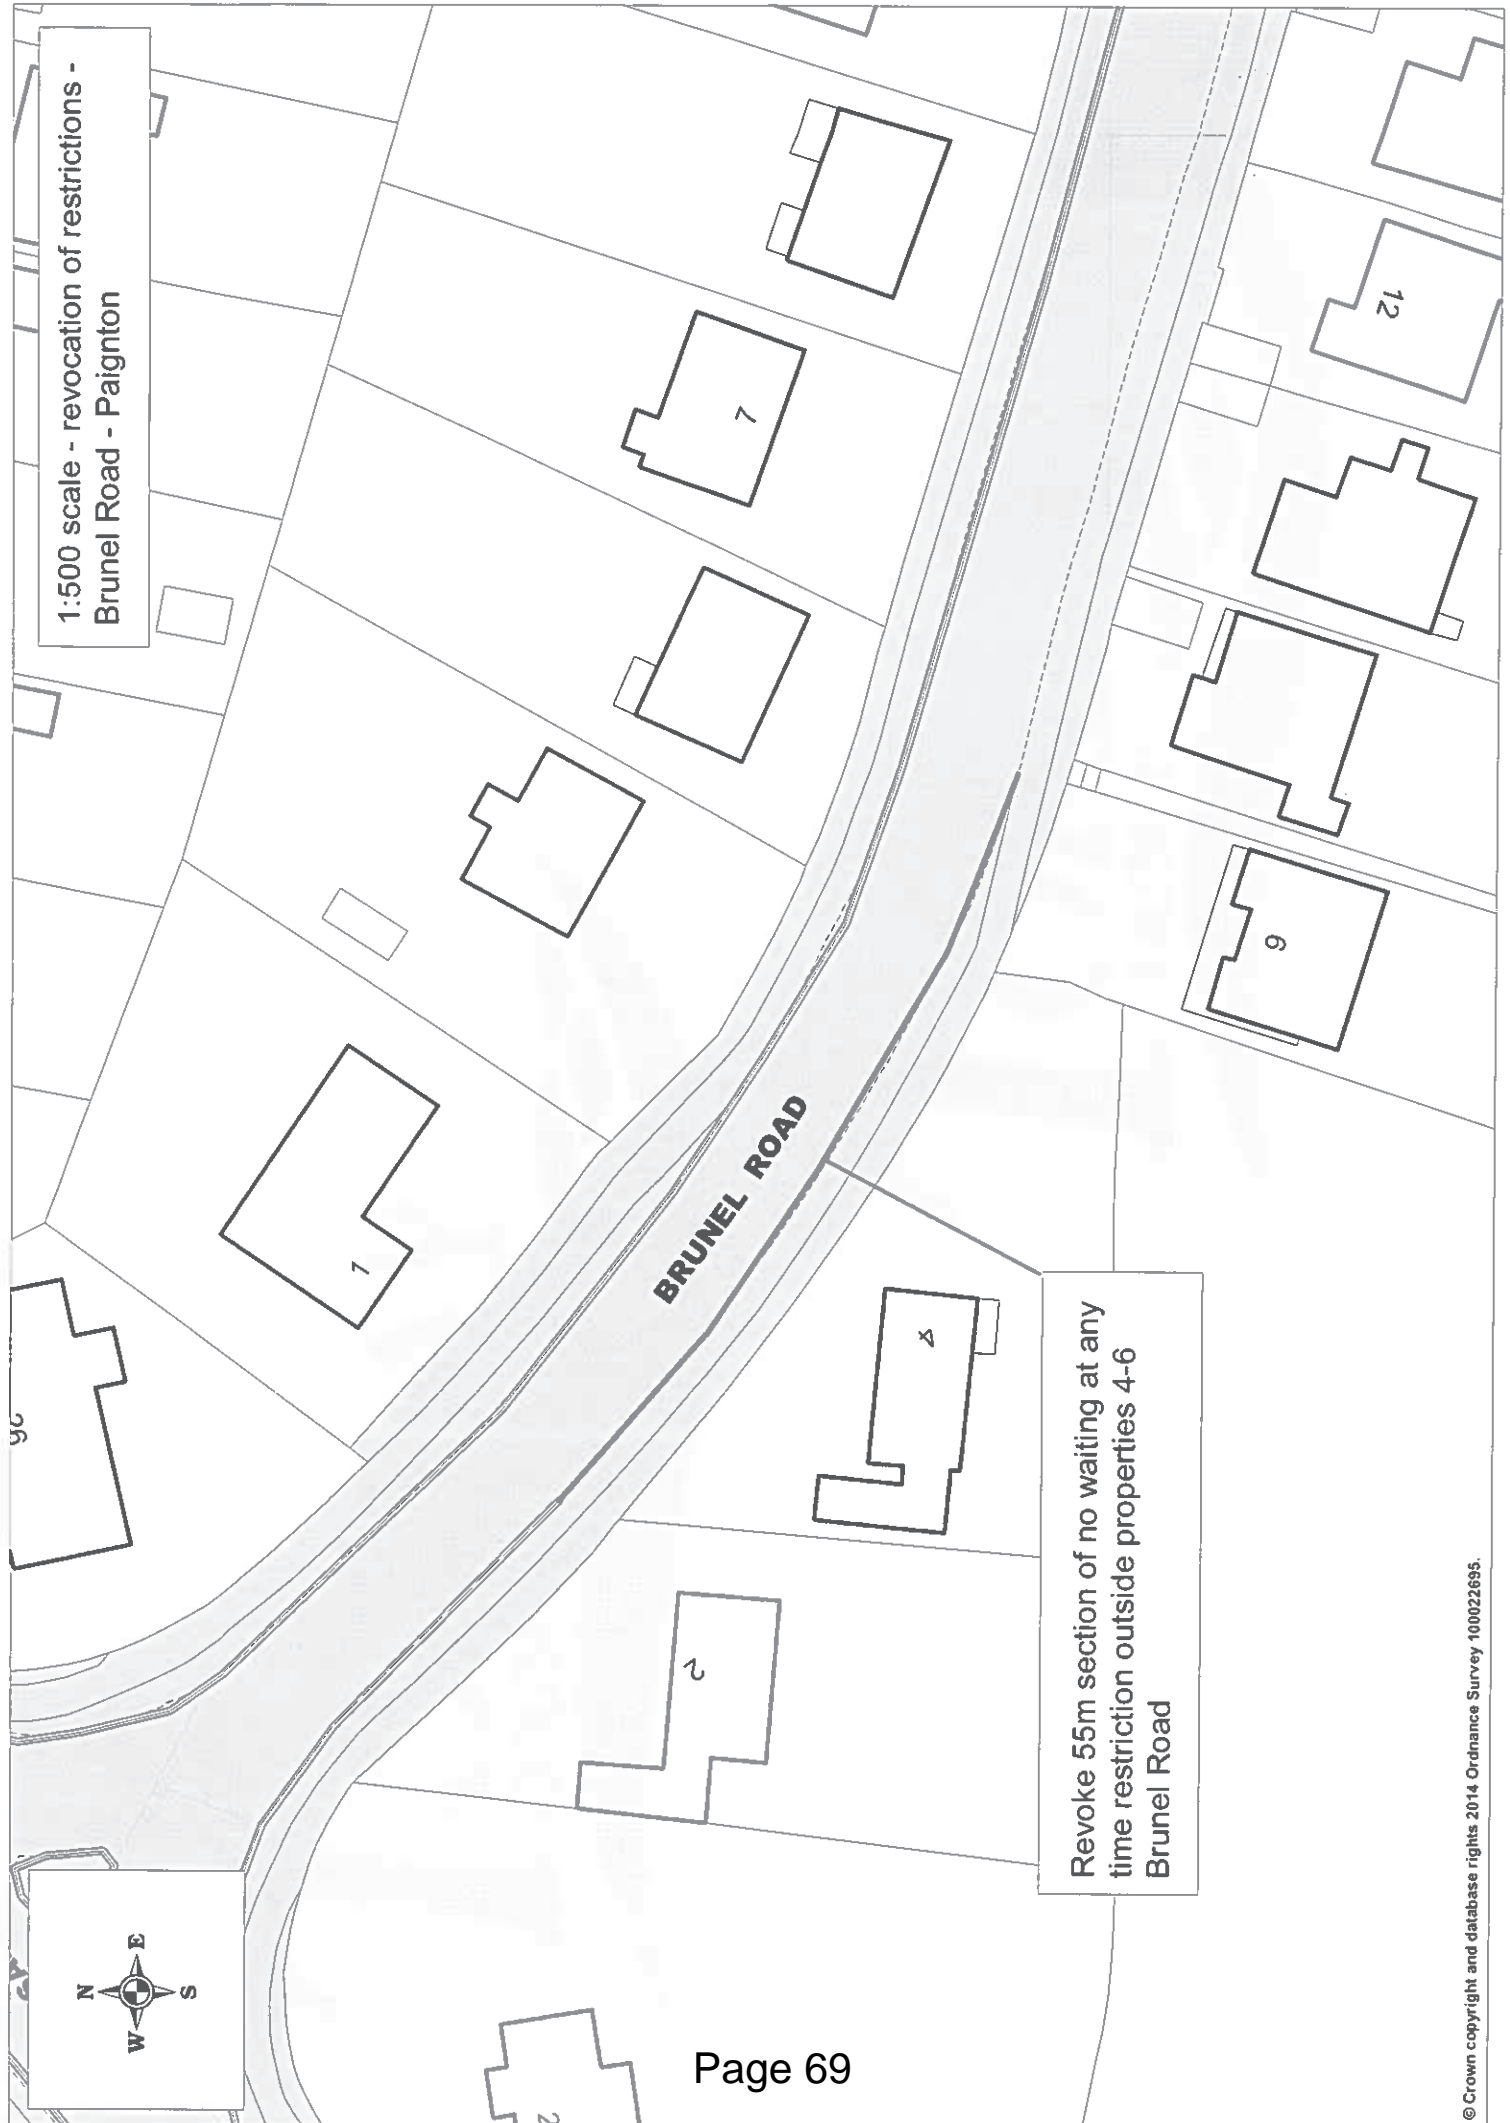 1:500 scale - revocation of restrictions -
Brunel Road - Paignton
12
7
6
1
BRUNEL ROAD
4
2
Revoke 55m section of no waiting at any
time restriction outside properties 4-6
Brunel Road
N
W
E
S
© Crown copyright and database rights 2014 Ordnance Survey 100022695.
Page 69